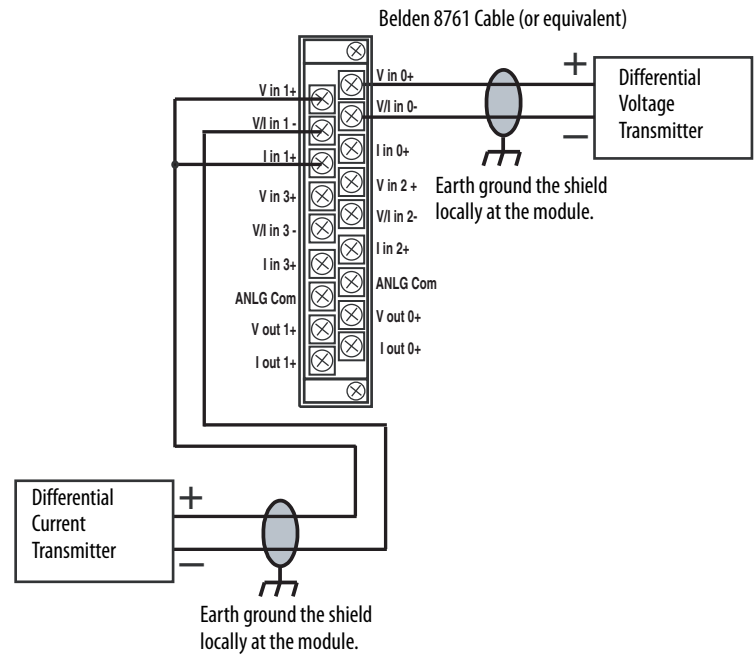 Belden 8761 Cable (or equivalent)
V in 1+
V/I in 1 -
I in 1+
V in 3+
V/I in 3 -
I in 3+
ANLG Com
V out 1+
I out 1+
V in 0+
V/I in 0-
I in 0+
V in 2 +
V/I in 2-
I in 2+
ANLG Com
V out 0+
I out 0+
+
Differential
Voltage
Transmitter
—
Earth ground the shield
locally at the module.
Differential
Current
Transmitter
+
—
Earth ground the shield
locally at the module.